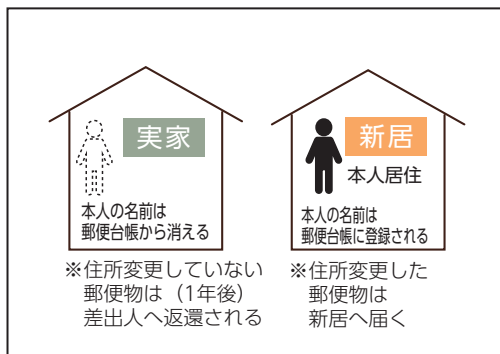 実家
本人の名前は
郵便台帳から消える
※住所変更していない
郵便物は（1年後）
差出人へ返還される
新居
本人居住
本人の名前は
郵便台帳に登録される
※住所変更した
郵便物は
新居へ届く